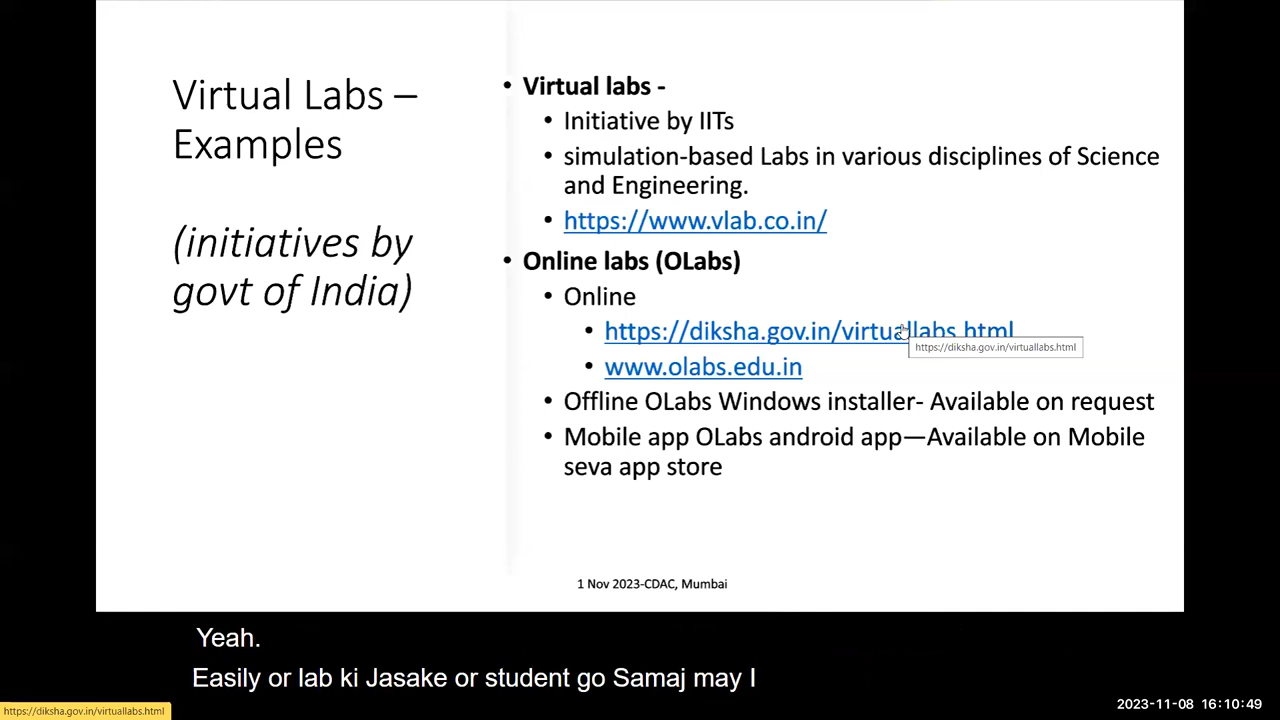 Virtual Labs –
Examples
(initiatives by
govt of India)
• Virtual labs -
• Initiative by IITs
• simulation-based Labs in various disciplines of Science
and Engineering.
• https://www.vlab.co.in/
• Online labs (OLabs)
• Online
• https://diksha.gov.in/virtuallabs.html
https://diksha.gov.in/virtuallabs.html
• www.olabs.edu.in
• Offline OLabs Windows installer- Available on request
• Mobile app OLabs android app—Available on Mobile
seva app store
1 Nov 2023-CDAC, Mumbai
Yeah.
Easily or lab ki Jasake or student go Samaj may I
https://diksha.gov.in/virtuallabs.html
2023-11-08 16:10:49